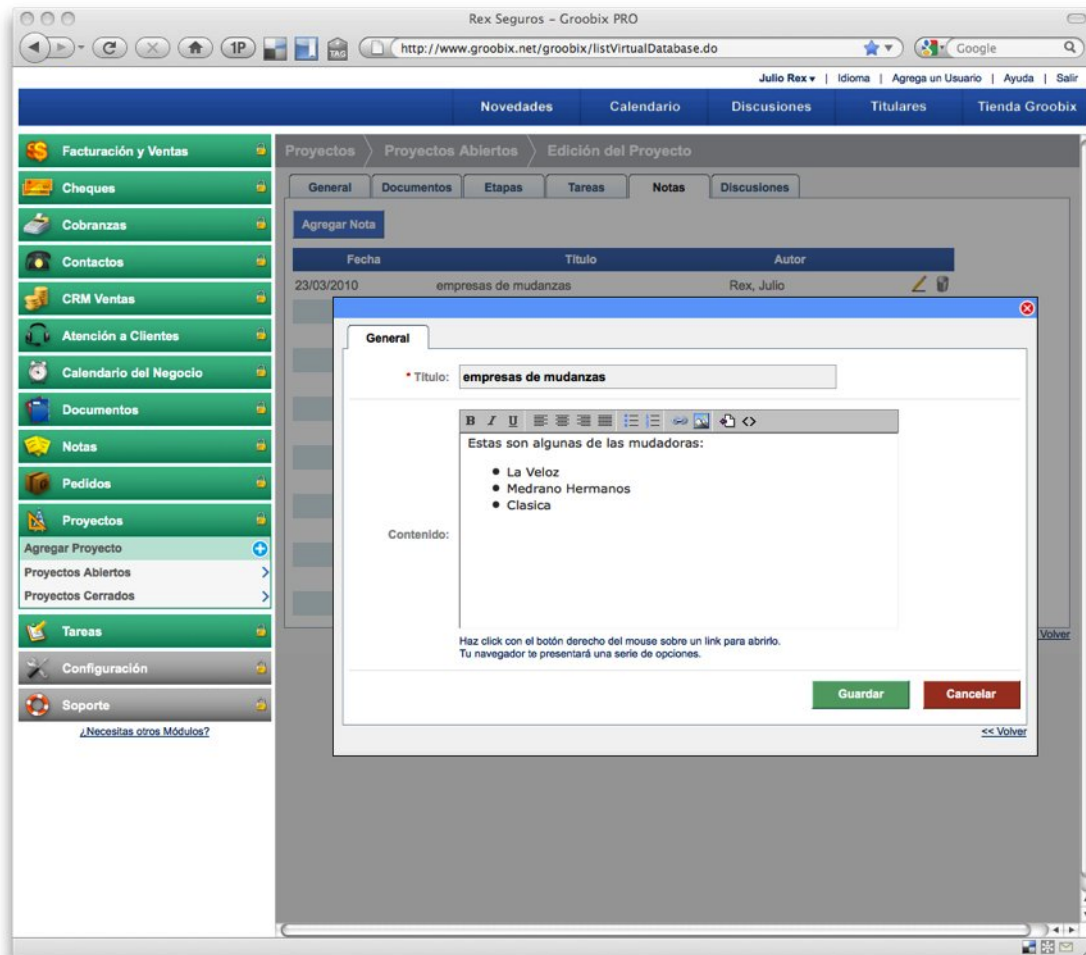 Rex Seguros – Groobix PRO
1P
TAG
http://www.groobix.net/groobix/listVirtualDatabase.do
Google
Julio Rex | Idioma | Agrega un Usuario | Ayuda | Salir
Novedades Calendario Discusiones Titulares Tienda Groobix
Facturación y Ventas
Cheques
Cobranzas
Contactos
CRM Ventas
Atención a Clientes
Calendario del Negocio
Documentos
Notas
Pedidos
Proyectos
Agregar Proyecto
Proyectos Abiertos
Proyectos Cerrados
Tareas
Configuración
Soporte
¿Necesitas otros Módulos?
Proyectos Proyectos Abiertos Edición del Proyecto
General Documentos Etapas Tareas Notas Discusiones
Agregar Nota
Fecha Título Autor
23/03/2010 empresas de mudanzas Rex, Julio
General
* Título: empresas de mudanzas
B I U
Contenido:
Estas son algunas de las mudadoras:
• La Veloz
• Medrano Hermanos
• Clasica
Haz click con el botón derecho del mouse sobre un link para abrirlo.
Tu navegador te presentará una serie de opciones.
Guardar Cancelar
<< Volver
Volver